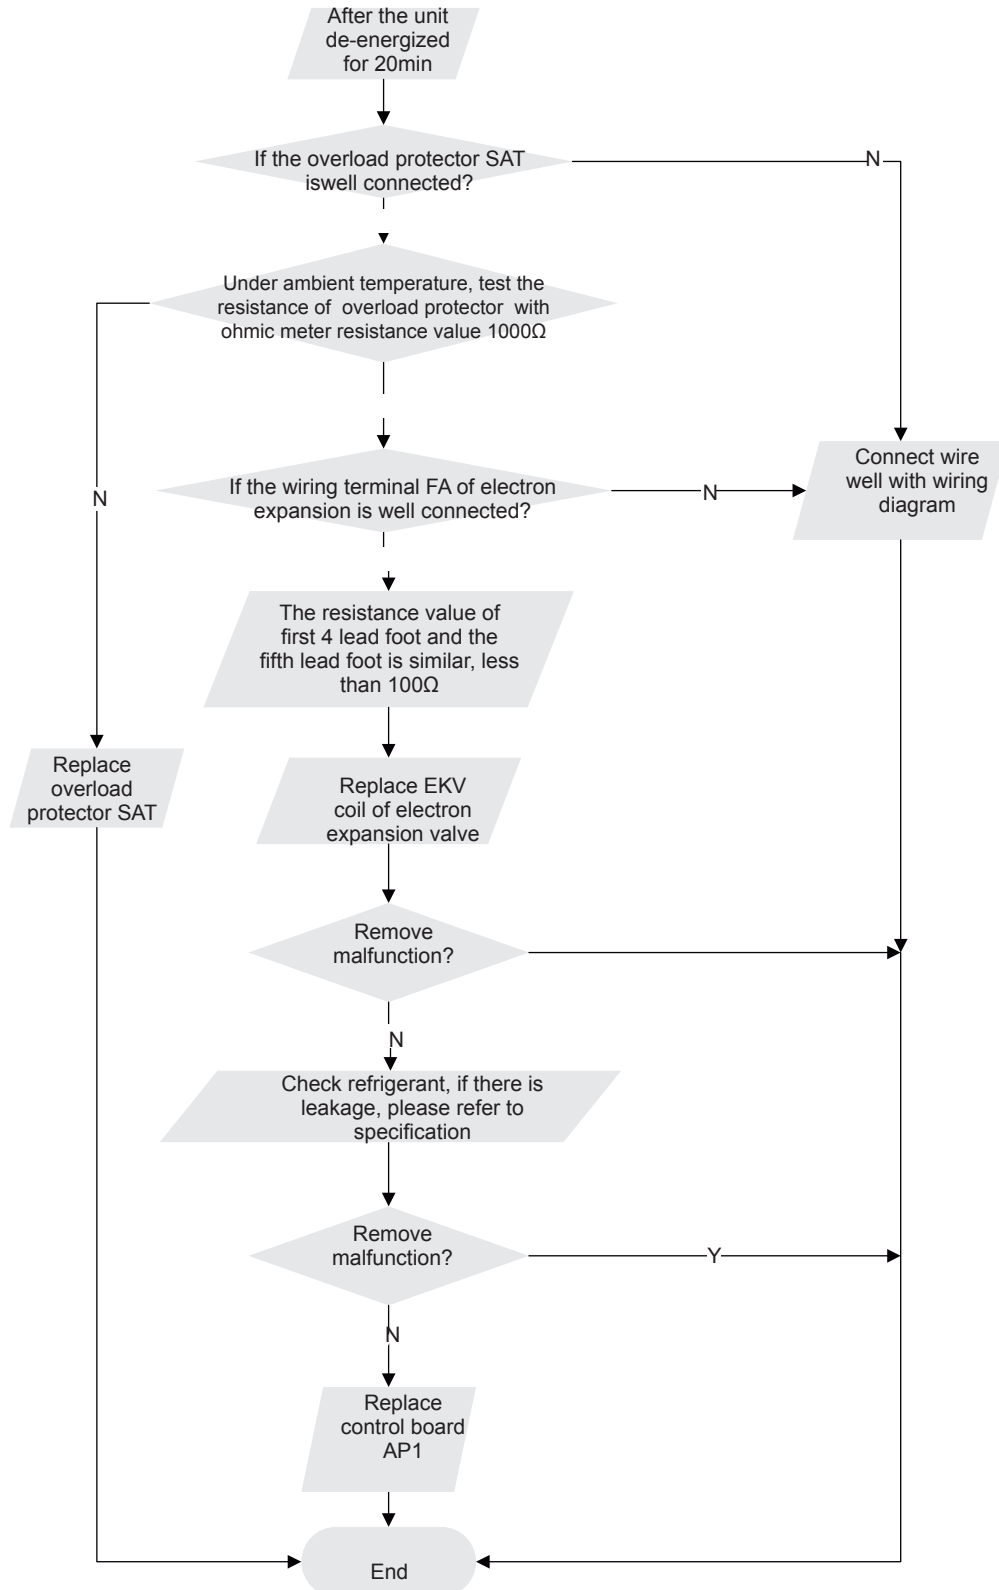 After the unit
de-energized
for 20min
If the overload protector SAT
iswell connected?
N
Under ambient temperature, test the
resistance of overload protector with
ohmic meter resistance value 1000Ω
N
If the wiring terminal FA of electron
expansion is well connected?
N
Connect wire
well with wiring
diagram
The resistance value of
first 4 lead foot and the
fifth lead foot is similar, less
than 100Ω
Replace
overload
protector SAT
Replace EKV
coil of electron
expansion valve
Remove
malfunction?
N
Check refrigerant, if there is
leakage, please refer to
specification
Remove
malfunction?
Y
N
Replace
control board
AP1
End